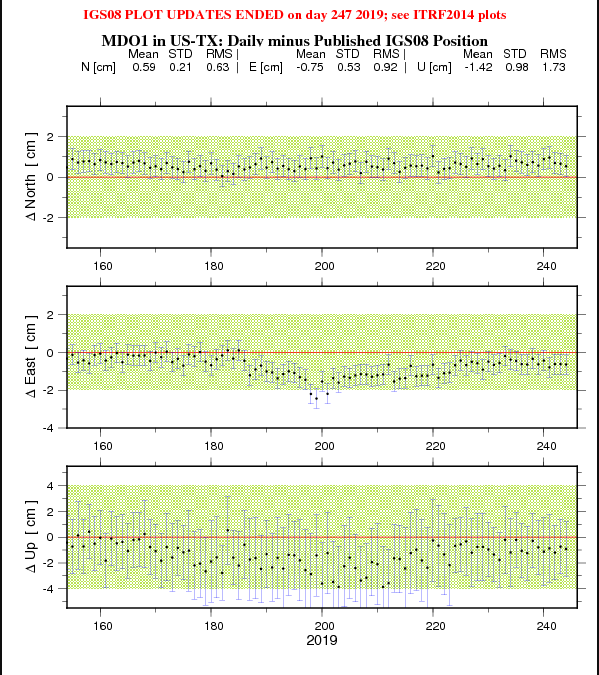 IGS08 PLOT UPDATES ENDED on day 247 2019; see ITRF2014 plots
MDO1 in US-TX: Daily minus Published IGS08 Position
Mean STD RMS | Mean STD RMS | Mean STD RMS
N [cm] 0.59 0.21 0.63 | E [cm] -0.75 0.53 0.92 | U [cm] -1.42 0.98 1.73
Δ North [ cm ]
2
0
-2
160 180 200 220 240
Δ East [ cm ]
2
0
-2
-4
160 180 200 220 240
Δ Up [ cm ]
4
2
0
-2
-4
160 180 200 220 240
2019